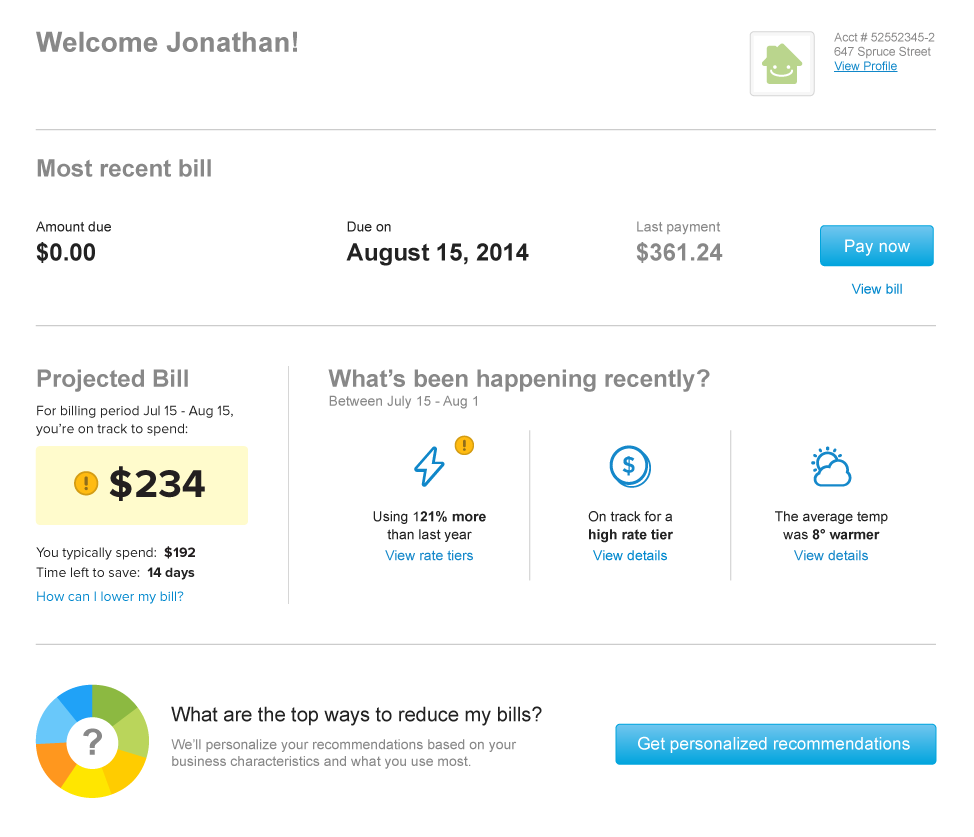 Welcome Jonathan!
Acct # 52552345-2
647 Spruce Street
View Profile
Most recent bill
Amount due
$0.00
Due on
August 15, 2014
Last payment
$361.24
Pay now
View bill
Projected Bill
For billing period Jul 15 - Aug 15,
you’re on track to spend:
! $234
You typically spend: $192
Time left to save: 14 days
How can I lower my bill?
What’s been happening recently?
Between July 15 - Aug 1
!
Using 121% more
than last year
View rate tiers
$
On track for a
high rate tier
View details
The average temp
was 8° warmer
View details
?
What are the top ways to reduce my bills?
We’ll personalize your recommendations based on your
business characteristics and what you use most.
Get personalized recommendations